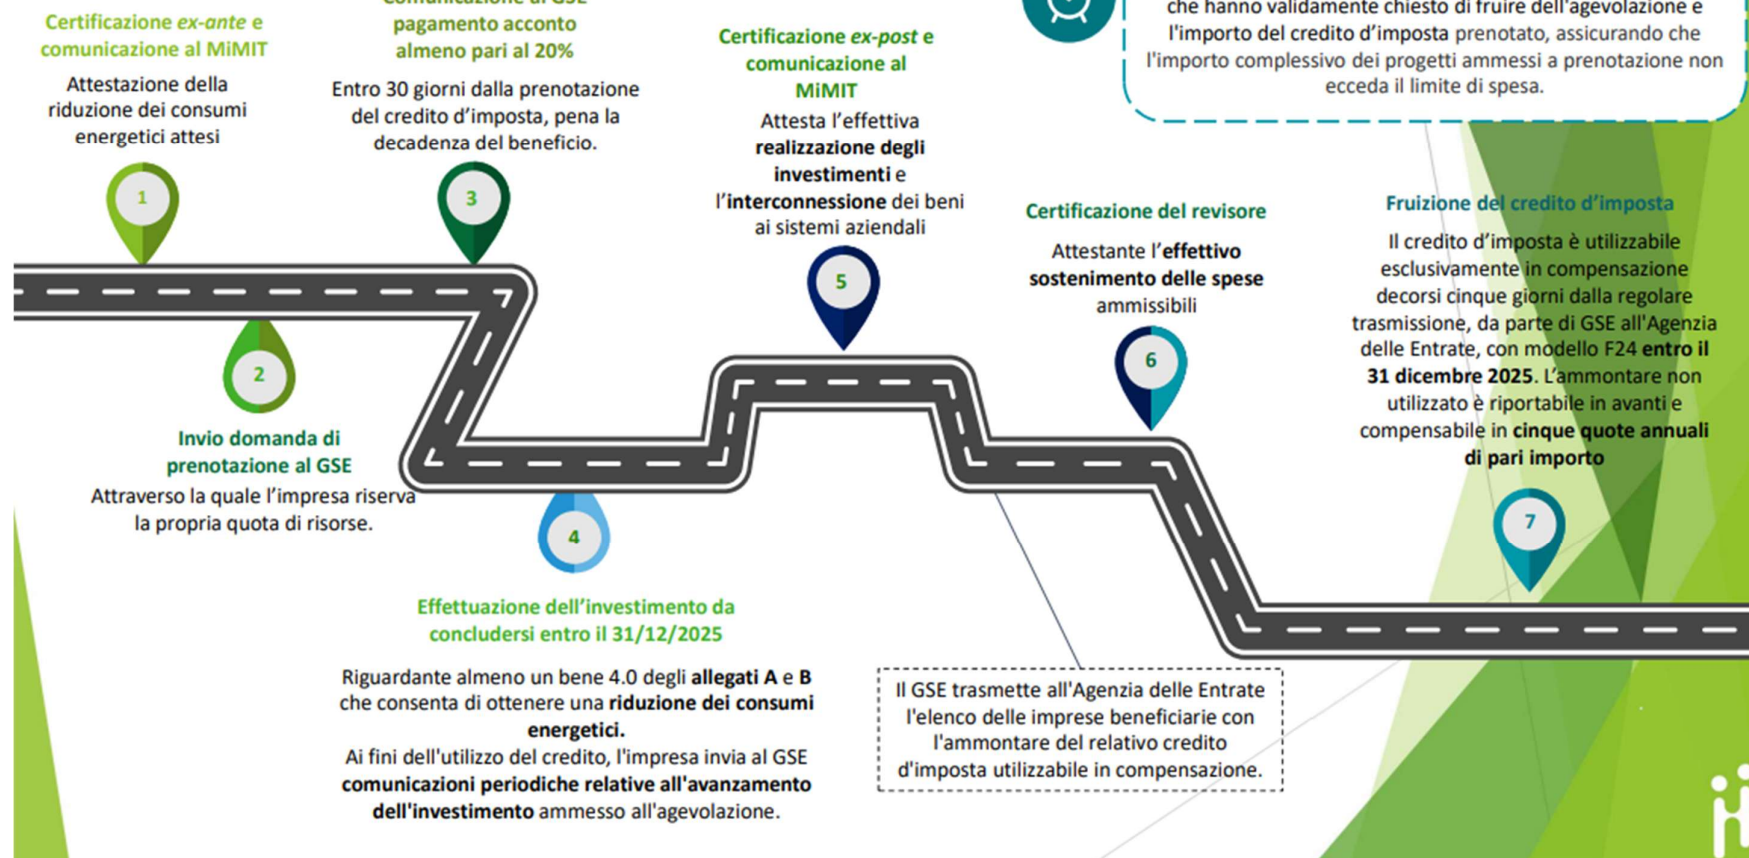 Certificazione ex-ante e
comunicazione al MiMIT
Attestazione della
riduzione dei consumi
energetici attesi
1
Comunicazione al GSE
pagamento acconto
almeno pari al 20%
Entro 30 giorni dalla prenotazione
del credito d'imposta, pena la
decadenza del beneficio.
3
Certificazione ex-post e
comunicazione al
MiMIT
Attesta l'effettiva
realizzazione degli
investimenti e
l'interconnessione dei beni
ai sistemi aziendali
5
che hanno validamente chiesto di fruire dell'agevolazione e
l'importo del credito d'imposta prenotato, assicurando che
l'importo complessivo dei progetti ammessi a prenotazione non
ecceda il limite di spesa.
Certificazione del revisore
Attestante l'effettivo
sostenimento delle spese
ammissibili
6
Fruizione del credito d'imposta
Il credito d'imposta è utilizzabile
esclusivamente in compensazione
decorsi cinque giorni dalla regolare
trasmissione, da parte di GSE all'Agenzia
delle Entrate, con modello F24 entro il
31 dicembre 2025. L'ammontare non
utilizzato è riportabile in avanti e
compensabile in cinque quote annuali
di pari importo
7
2
Invio domanda di
prenotazione al GSE
Attraverso la quale l'impresa riserva
la propria quota di risorse.
4
Effettuazione dell'investimento da
concludersi entro il 31/12/2025
Riguardante almeno un bene 4.0 degli allegati A e B
che consenta di ottenere una riduzione dei consumi
energetici.
Ai fini dell'utilizzo del credito, l'impresa invia al GSE
comunicazioni periodiche relative all'avanzamento
dell'investimento ammesso all'agevolazione.
Il GSE trasmette all'Agenzia delle Entrate
l'elenco delle imprese beneficiarie con
l'ammontare del relativo credito
d'imposta utilizzabile in compensazione.